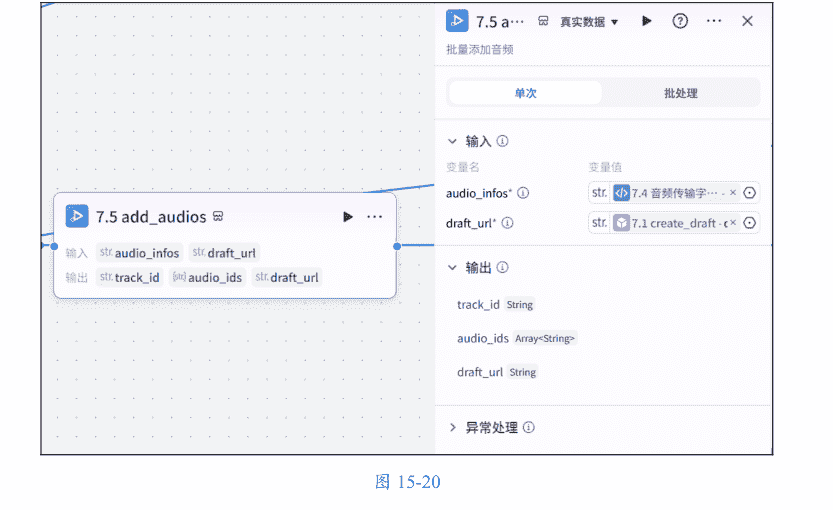 7.5 a··· 真实数据
批量添加音频
单次 批处理
输入
变量名 变量值
audio_infos* str. 7.4 音频传输字··· -
draft_url* str. 7.1 create_draft -
7.5 add_audios
输入 str. audio_infos str. draft_url
输出 str. track_id [str] audio_ids str. draft_url
输出
track_id String
audio_ids Array<String>
draft_url String
异常处理
图 15-20